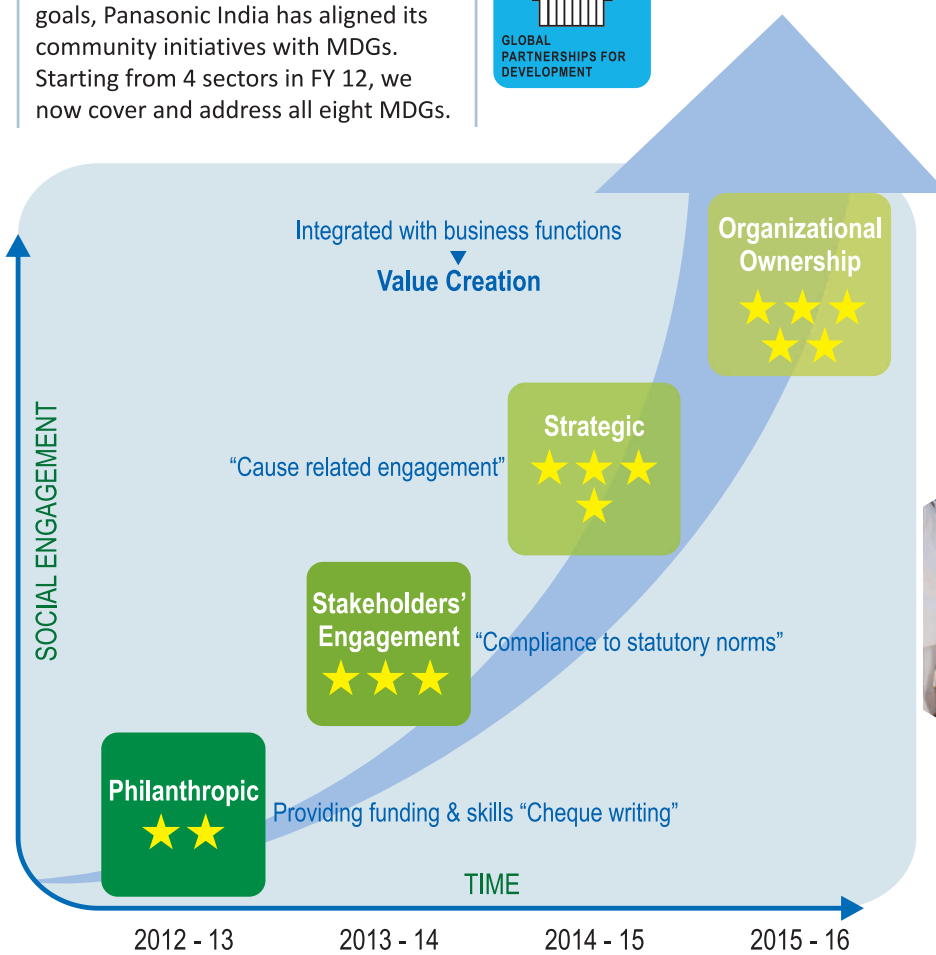 goals, Panasonic India has aligned its
community initiatives with MDGs.
Starting from 4 sectors in FY 12, we
now cover and address all eight MDGs.
GLOBAL
PARTNERSHIPS FOR
DEVELOPMENT
Integrated with business functions
Value Creation
Organizational
Ownership
Strategic
“Cause related engagement”
Stakeholders’
Engagement
“Compliance to statutory norms”
Philanthropic
Providing funding & skills “Cheque writing”
SOCIAL ENGAGEMENT
TIME
2012 - 13
2013 - 14
2014 - 15
2015 - 16